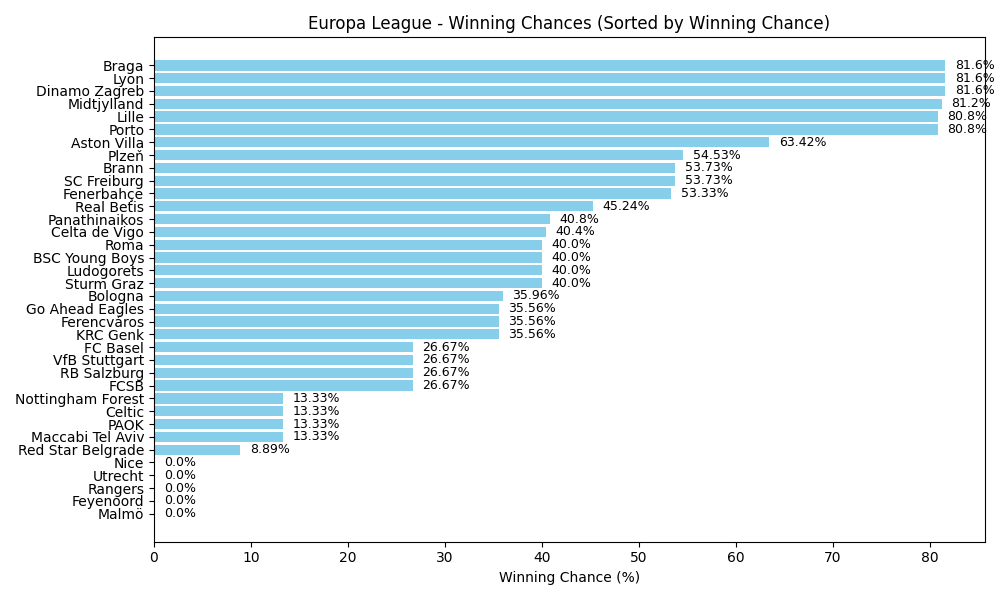 Europa League - Winning Chances (Sorted by Winning Chance)
Braga 81.6%
Lyon 81.6%
Dinamo Zagreb 81.6%
Midtjylland 81.2%
Lille 80.8%
Porto 80.8%
Aston Villa 63.42%
Plzeň 54.53%
Brann 53.73%
SC Freiburg 53.73%
Fenerbahçe 53.33%
Real Betis 45.24%
Panathinaikos 40.8%
Celta de Vigo 40.4%
Roma 40.0%
BSC Young Boys 40.0%
Ludogorets 40.0%
Sturm Graz 40.0%
Bologna 35.96%
Go Ahead Eagles 35.56%
Ferencváros 35.56%
KRC Genk 35.56%
FC Basel 26.67%
VfB Stuttgart 26.67%
RB Salzburg 26.67%
FCSB 26.67%
Nottingham Forest 13.33%
Celtic 13.33%
PAOK 13.33%
Maccabi Tel Aviv 13.33%
Red Star Belgrade 8.89%
Nice 0.0%
Utrecht 0.0%
Rangers 0.0%
Feyenoord 0.0%
Malmö 0.0%
0 10 20 30 40 50 60 70 80
Winning Chance (%)